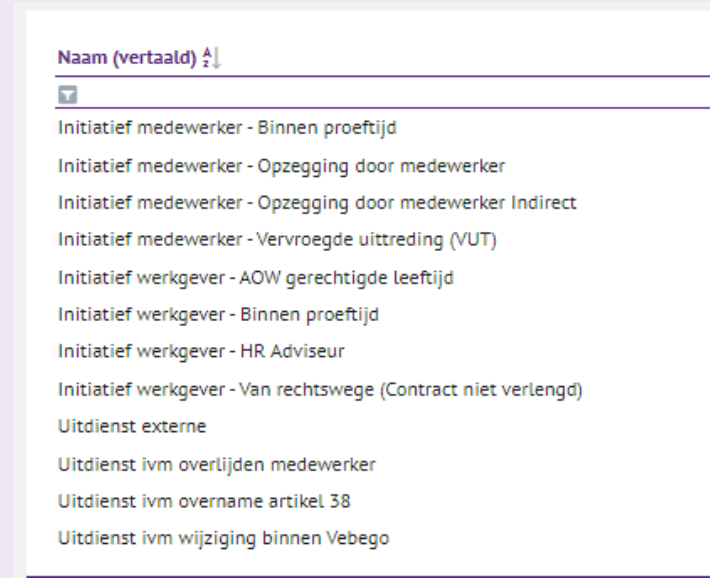 Naam (vertaald)
Initiatief medewerker - Binnen proeftijd
Initiatief medewerker - Opzegging door medewerker
Initiatief medewerker - Opzegging door medewerker Indirect
Initiatief medewerker - Vervroegde uittreding (VUT)
Initiatief werkgever - AOW gerechtigde leeftijd
Initiatief werkgever - Binnen proeftijd
Initiatief werkgever - HR Adviseur
Initiatief werkgever - Van rechtswege (Contract niet verlengd)
Uitdienst externe
Uitdienst ivm overlijden medewerker
Uitdienst ivm overname artikel 38
Uitdienst ivm wijziging binnen Vebego